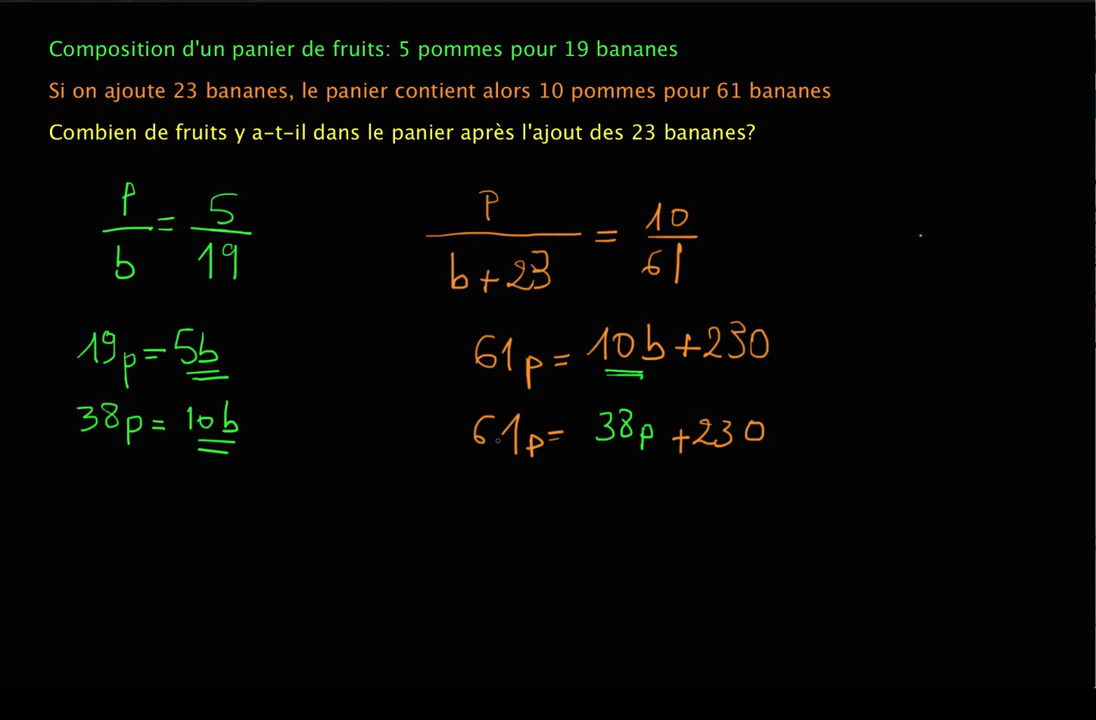 Composition d'un panier de fruits: 5 pommes pour 19 bananes
Si on ajoute 23 bananes, le panier contient alors 10 pommes pour 61 bananes
Combien de fruits y a-t-il dans le panier après l'ajout des 23 bananes?
p/b = 5/19
p/(b+23) = 10/61
19p = 5b
61p = 10b+230
38p = 10b
61p = 38p +230